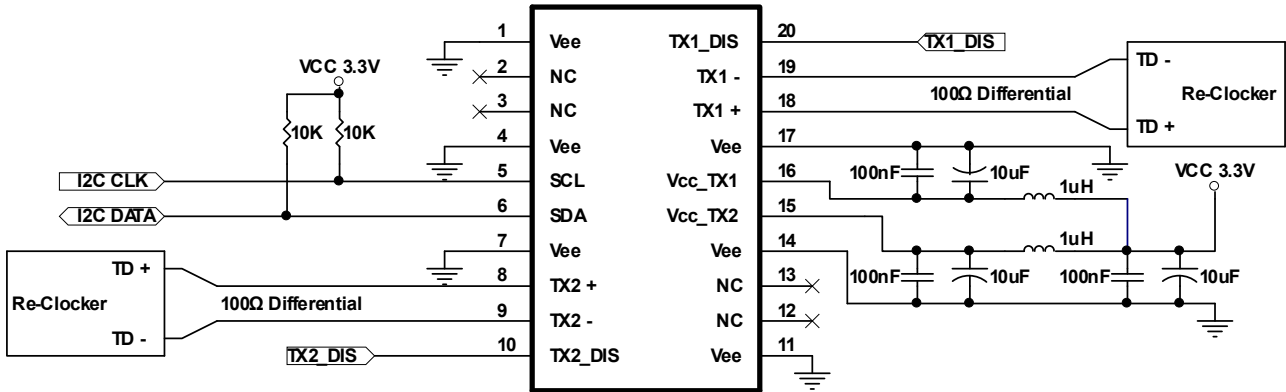 1 Vee
2 NC
3 NC
4 Vee
5 SCL
6 SDA
7 Vee
8 TX2 +
9 TX2 -
10 TX2_DIS
VCC 3.3V
10K 10K
I2C CLK
I2C DATA
Re-Clocker
TD +
TD -
100Ω Differential
TX2_DIS
TX1_DIS 20
TX1 - 19
TX1 + 18
Vee 17
Vcc_TX1 16
Vcc_TX2 15
Vee 14
NC 13
NC 12
Vee 11
TX1_DIS
TD -
TD +
Re-Clocker
100Ω Differential
100nF 10uF
1uH
VCC 3.3V
1uH
100nF 10uF 100nF 10uF